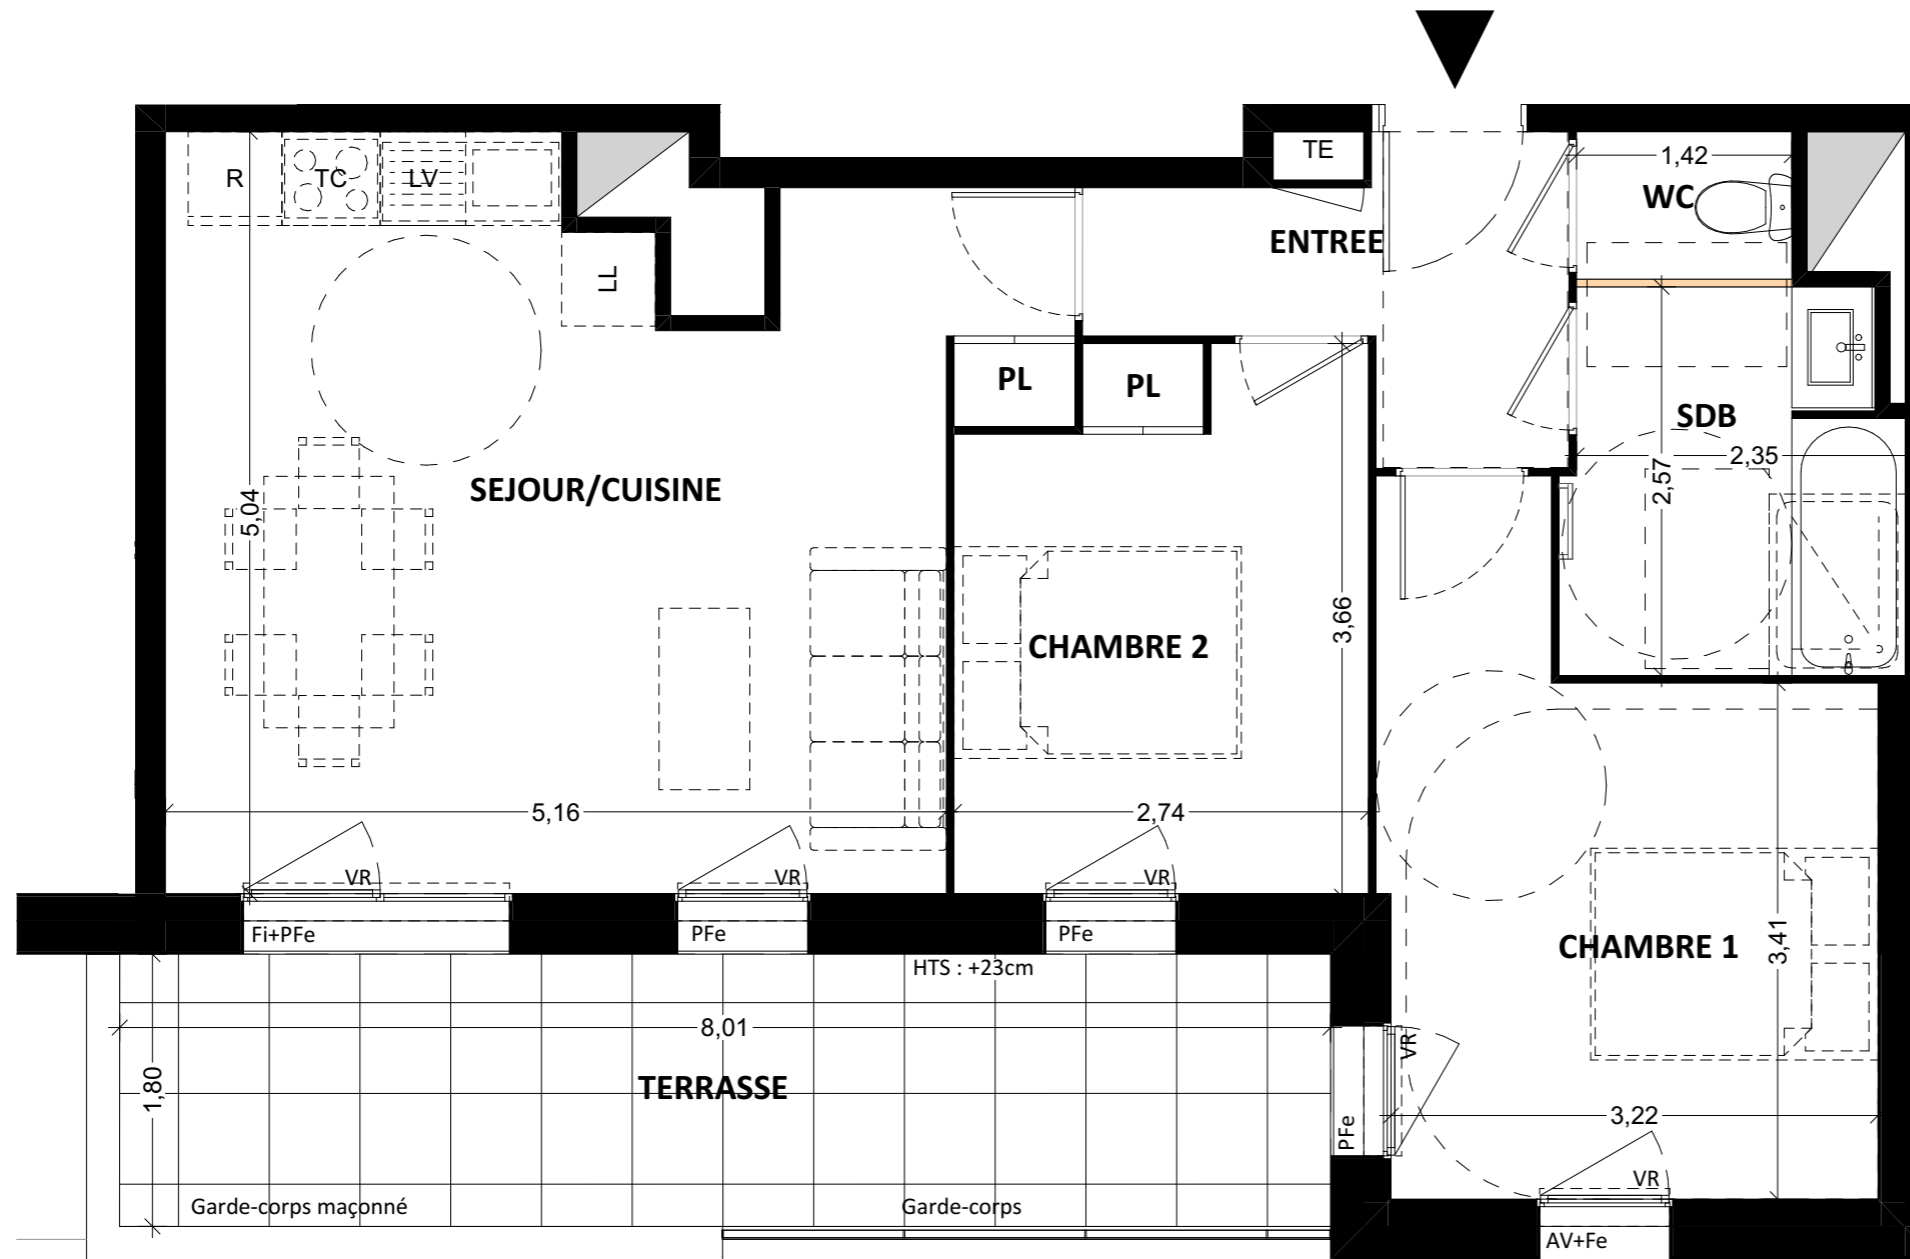 TE
1,42
R
TC
LV
WC
ENTREE
LL
PL
PL
SDB
2,35
2,57
SEJOUR/CUISINE
5,04
3,66
CHAMBRE 2
5,16
2,74
VR
VR
VR
Fi+PFe
PFe
PFe
CHAMBRE 1
3,41
HTS : +23cm
8,01
VR
1,80
TERRASSE
PFe
3,22
VR
Garde-corps maçonné
Garde-corps
AV+Fe